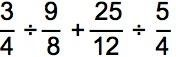 3/4 ÷ 9/8 + 25/12 ÷ 5/4